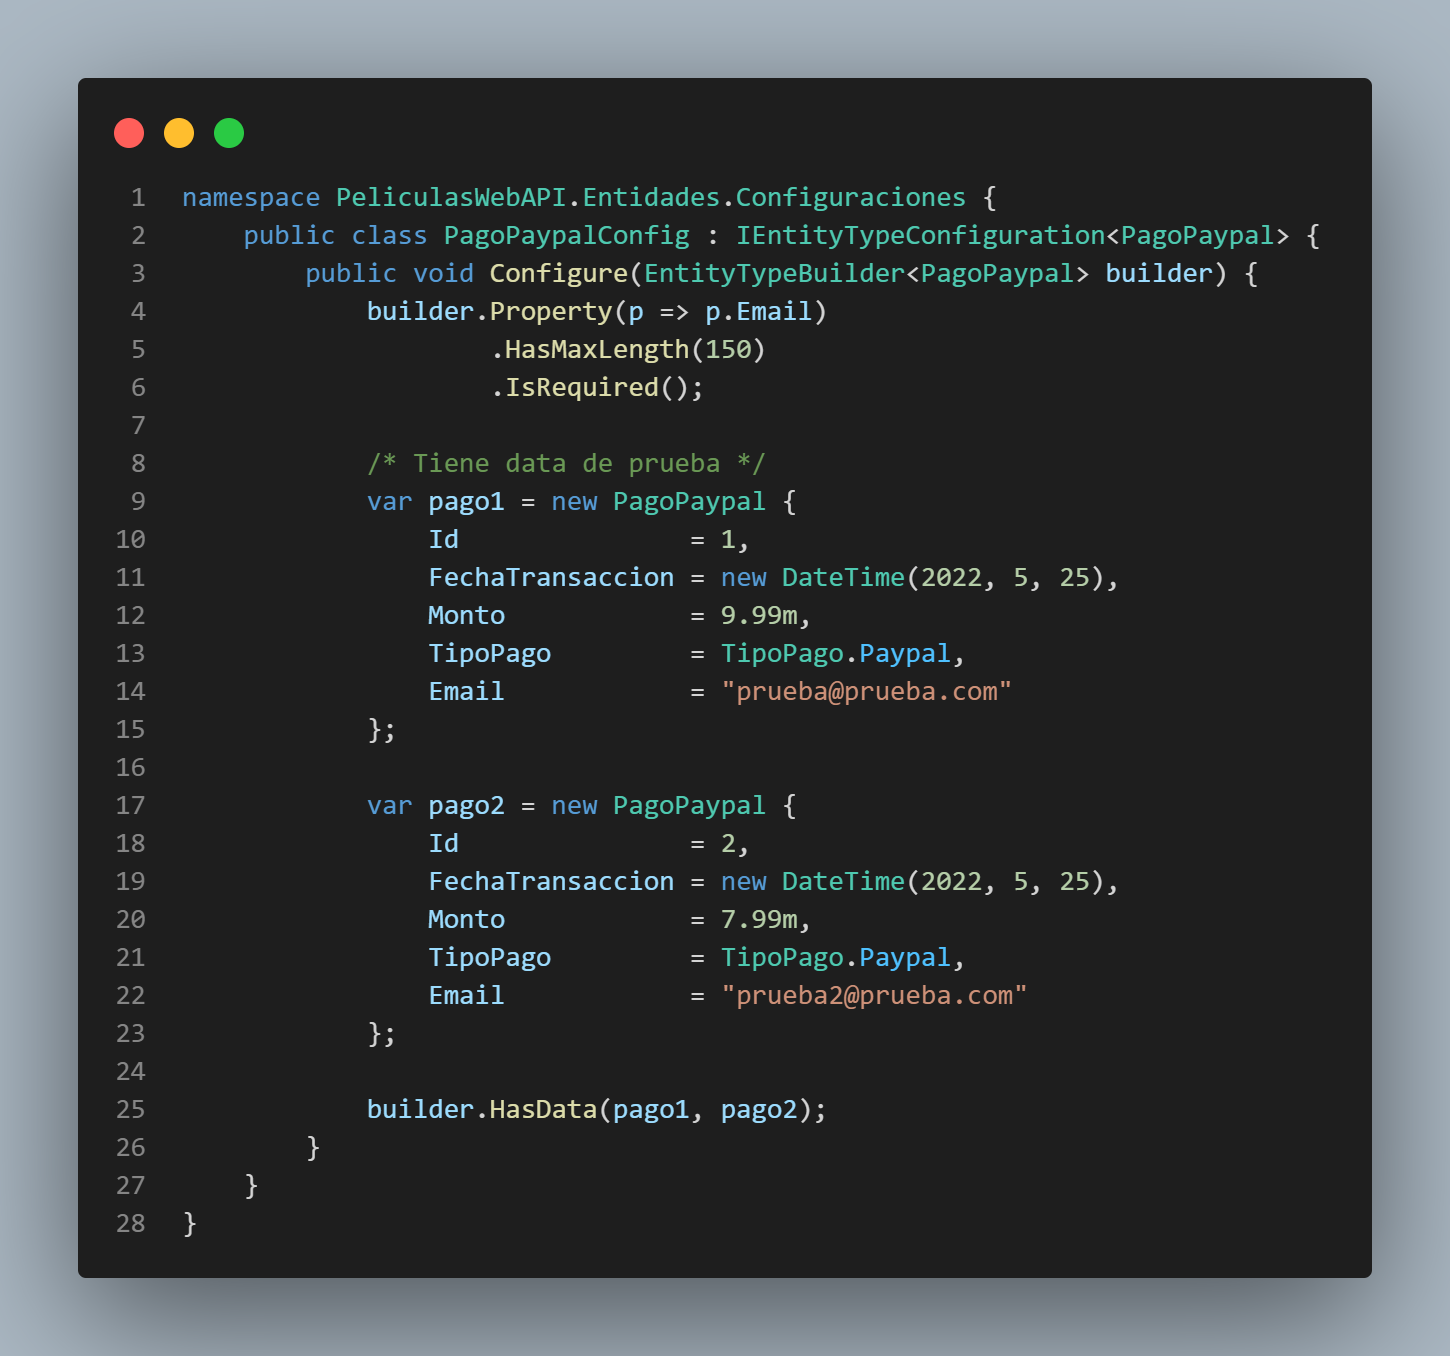 1 namespace PeliculasWebAPI.Entidades.Configuraciones {
2     public class PagoPaypalConfig : IEntityTypeConfiguration<PagoPaypal> {
3         public void Configure(EntityTypeBuilder<PagoPaypal> builder) {
4             builder.Property(p => p.Email)
5                     .HasMaxLength(150)
6                     .IsRequired();
7
8             /* Tiene data de prueba */
9             var pago1 = new PagoPaypal {
10                 Id               = 1,
11                 FechaTransaccion = new DateTime(2022, 5, 25),
12                 Monto            = 9.99m,
13                 TipoPago         = TipoPago.Paypal,
14                 Email            = "prueba@prueba.com"
15             };
16
17             var pago2 = new PagoPaypal {
18                 Id               = 2,
19                 FechaTransaccion = new DateTime(2022, 5, 25),
20                 Monto            = 7.99m,
21                 TipoPago         = TipoPago.Paypal,
22                 Email            = "prueba2@prueba.com"
23             };
24
25             builder.HasData(pago1, pago2);
26         }
27     }
28 }